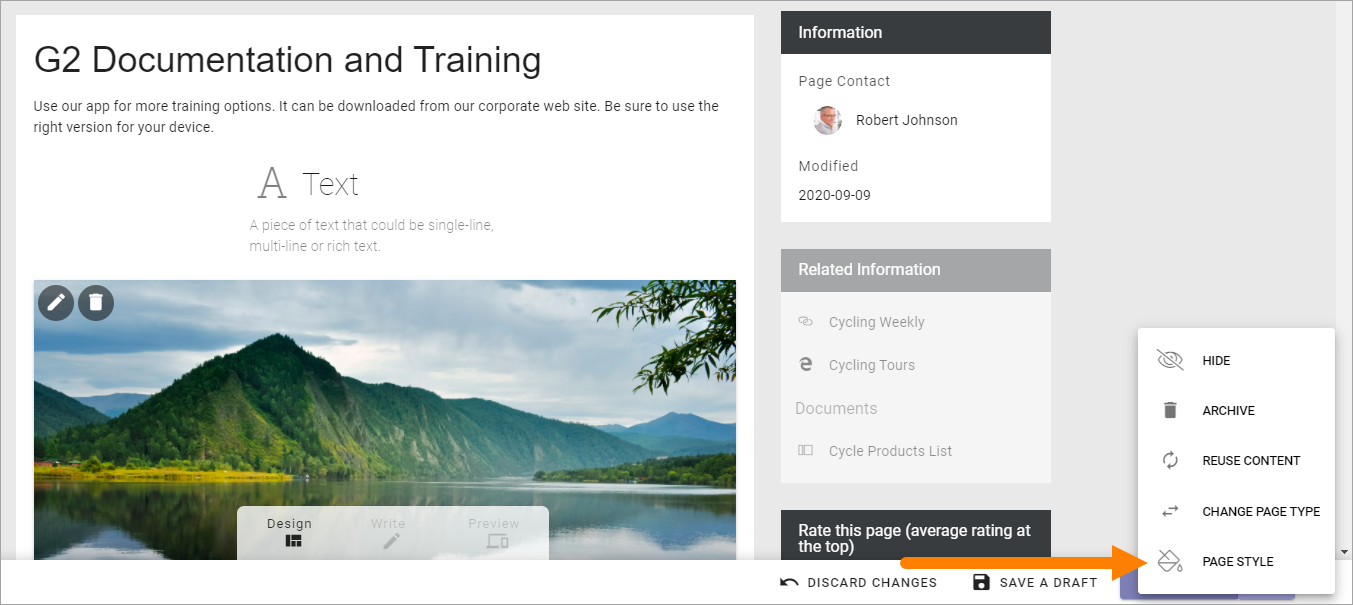 G2 Documentation and Training
Use our app for more training options. It can be downloaded from our corporate web site. Be sure to use the
right version for your device.
A Text
A piece of text that could be single-line,
multi-line or rich text.
Design
Write
Preview
Information
Page Contact
Robert Johnson
Modified
2020-09-09
Related Information
Cycling Weekly
Cycling Tours
Documents
Cycle Products List
Rate this page (average rating at
the top)
HIDE
ARCHIVE
REUSE CONTENT
CHANGE PAGE TYPE
PAGE STYLE
DISCARD CHANGES
SAVE A DRAFT